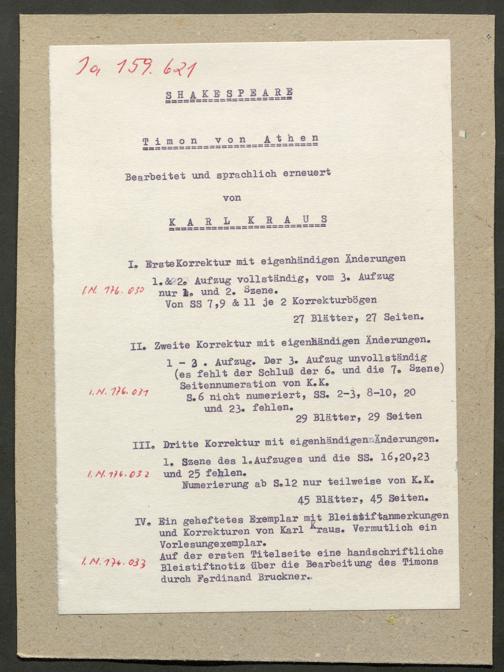 Ja 159.621
SHAKESPEARE
Timon von Athen
Bearbeitet und sprachlich erneuert
von
KARL KRAUS
I. ErsteKorrektur mit eigenhändigen Änderungen
1.& 2. Aufzug vollständig, vom 3. Aufzug
I.N. 176.030 nur 1. und 2. Szene.
Von SS 7,9 & 11 je 2 Korrekturbögen
27 Blätter, 27 Seiten.
II. Zweite Korrektur mit eigenhändigen Änderungen.
1 - 3 . Aufzug. Der 3. Aufzug unvollständig
(es fehlt der Schluß der 6. und die 7. Szene)
Seitennumeration von K.K.
I.N. 176.031 S.6 nicht numeriert, SS. 2-3, 8-10, 20
und 23. fehlen.
29 Blätter, 29 Seiten
III. Dritte Korrektur mit eigenhändigen Änderungen.
1. Szene des 1.Aufzuges und die SS. 16,20,23
I.N. 176.032 und 25 fehlen.
Numerierung ab S.12 nur teilweise von K.K.
45 Blätter, 45 Seiten.
IV. Ein geheftetes Exemplar mit Bleistiftanmerkungen
und Korrekturen von Karl Kraus. Vermutlich ein
Vorlesungexemplar.
Auf der ersten Titelseite eine handschriftliche
I.N. 176.033 Bleistiftnotiz über die Bearbeitung des Timons
durch Ferdinand Bruckner.